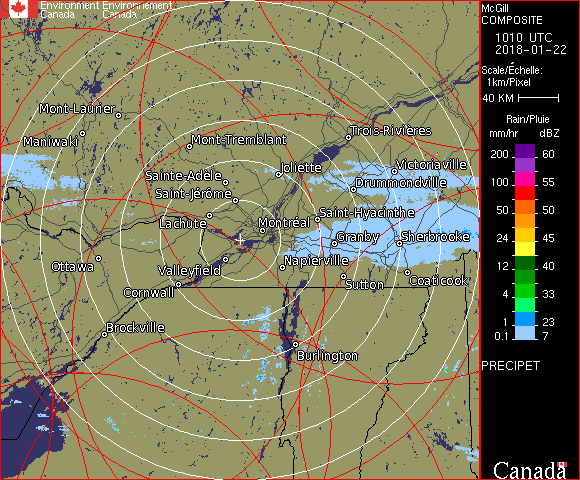 Environment Environnement
Canada Canada
McGill
COMPOSITE
1010 UTC
2018-01-22
Scale/Échelle:
1km/Pixel
40 KM
Rain/Pluie
mm/hr dBZ
200 60
100 55
50 50
24 45
12 40
4 33
1 23
0.1 7
PRECIPET
Canada
Mont-Laurier
Maniwaki
Mont-Tremblant
Trois-Rivières
Joliette
Victoriaville
Sainte-Adèle
Drummondville
Saint-Jérôme
Saint-Hyacinthe
Lachute
Montréal
Granby
Sherbrooke
Ottawa
Valleyfield
Napierville
Cornwall
Sutton
Coaticook
Brockville
Burlington